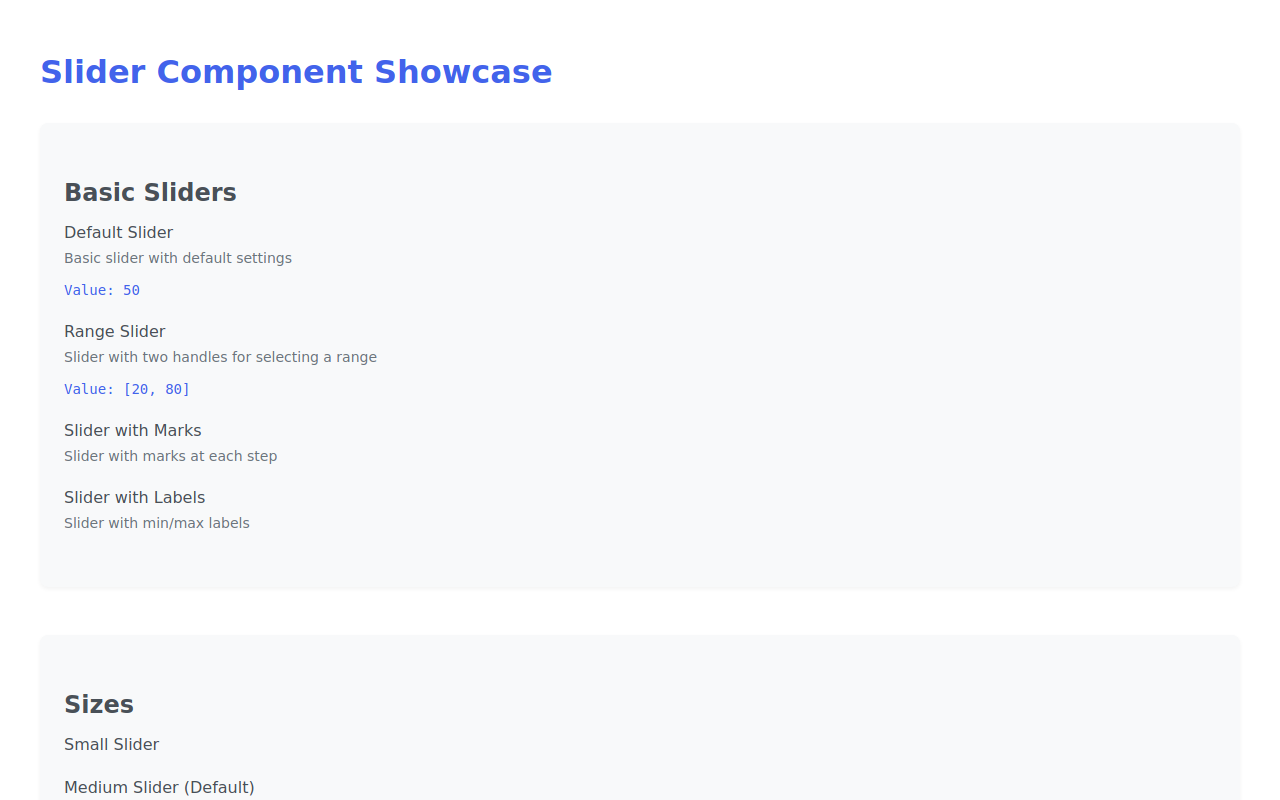 Slider Component Showcase
Basic Sliders
Default Slider
Basic slider with default settings
Value: 50
Range Slider
Slider with two handles for selecting a range
Value: [20, 80]
Slider with Marks
Slider with marks at each step
Slider with Labels
Slider with min/max labels
Sizes
Small Slider
Medium Slider (Default)